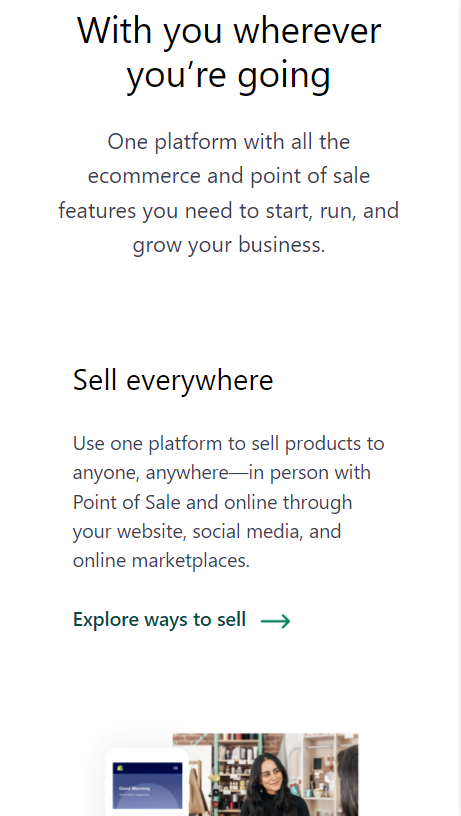 With you wherever
you’re going
One platform with all the
ecommerce and point of sale
features you need to start, run, and
grow your business.
Sell everywhere
Use one platform to sell products to
anyone, anywhere—in person with
Point of Sale and online through
your website, social media, and
online marketplaces.
Explore ways to sell
Good Morning